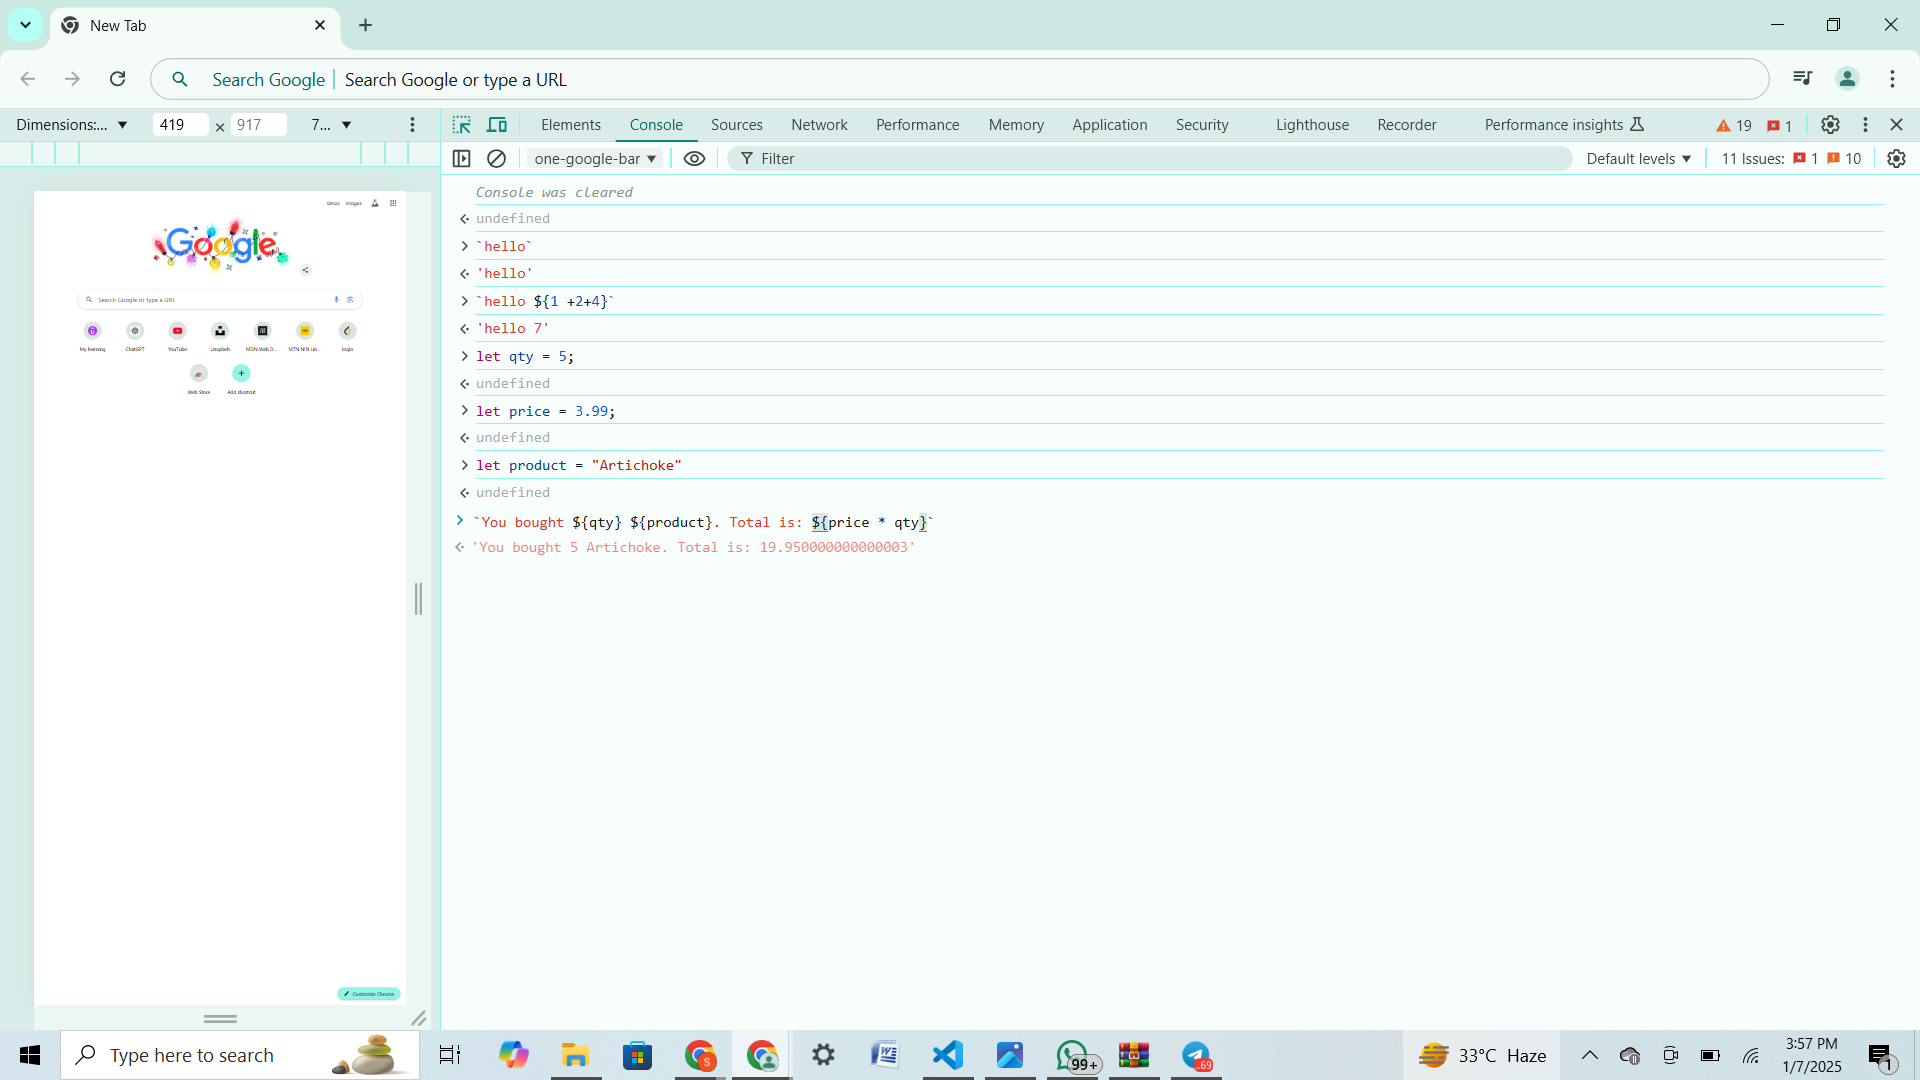 New Tab
Search Google | Search Google or type a URL
Dimensions:... 419 × 917 7...
Elements Console Sources Network Performance Memory Application Security Lighthouse Recorder Performance insights 19 1
one-google-bar Filter Default levels 11 Issues: 1 10
Gmail Images
Google
Search Google or type a URL
My learning ChatGPT YouTube Unsplash MDN Web D... MTN NIN Lin... login
Web Store Add shortcut
Customize Chrome
Console was cleared
undefined
`hello`
'hello'
`hello ${1 +2+4}`
'hello 7'
let qty = 5;
undefined
let price = 3.99;
undefined
let product = "Artichoke"
undefined
`You bought ${qty} ${product}. Total is: ${price * qty}`
'You bought 5 Artichoke. Total is: 19.950000000000003'
Type here to search
S
W
99+
..69
33°C Haze
3:57 PM
1/7/2025
1